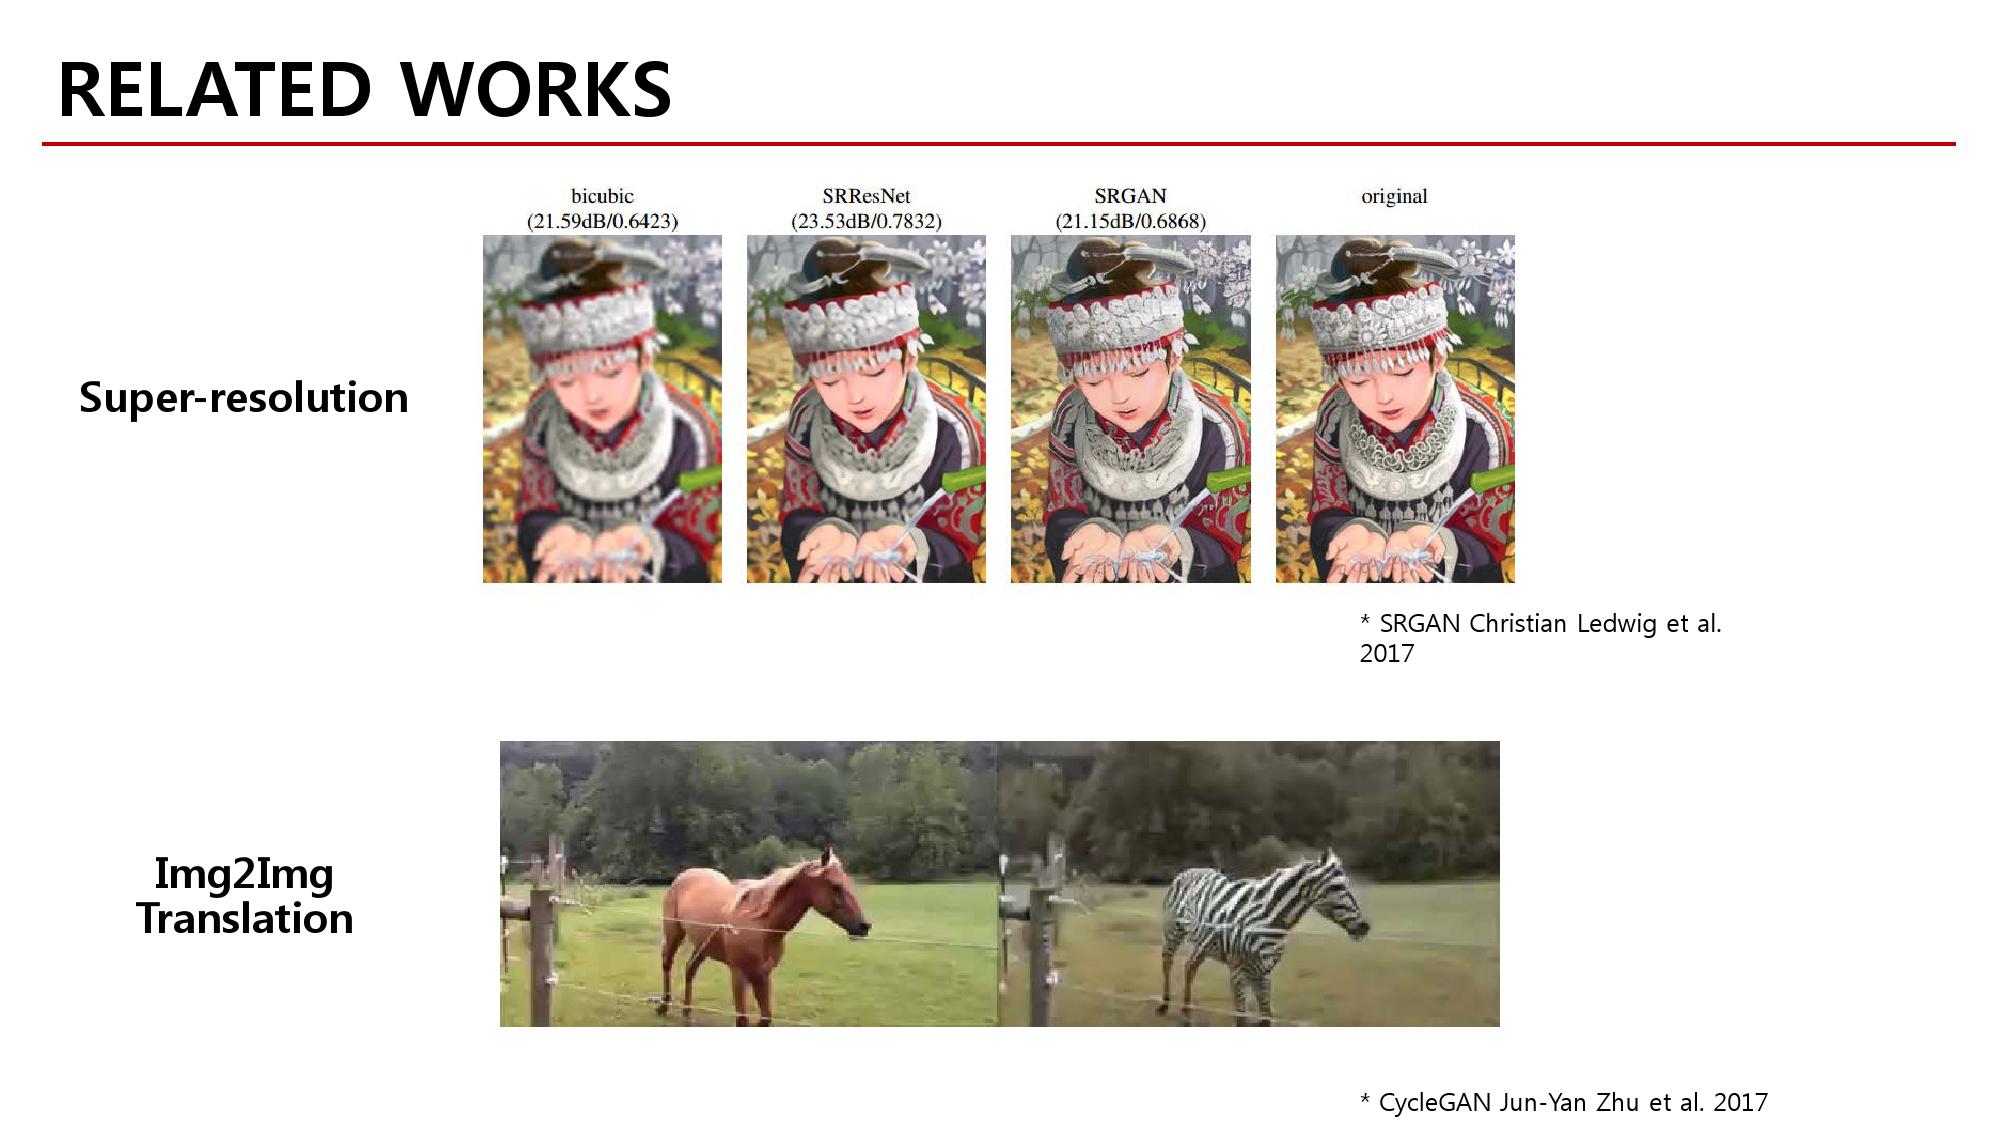 RELATED WORKS
bicubic
(21.59dB/0.6423)
SRResNet
(23.53dB/0.7832)
SRGAN
(21.15dB/0.6868)
original
Super-resolution
* SRGAN Christian Ledwig et al.
2017
Img2Img
Translation
* CycleGAN Jun-Yan Zhu et al. 2017